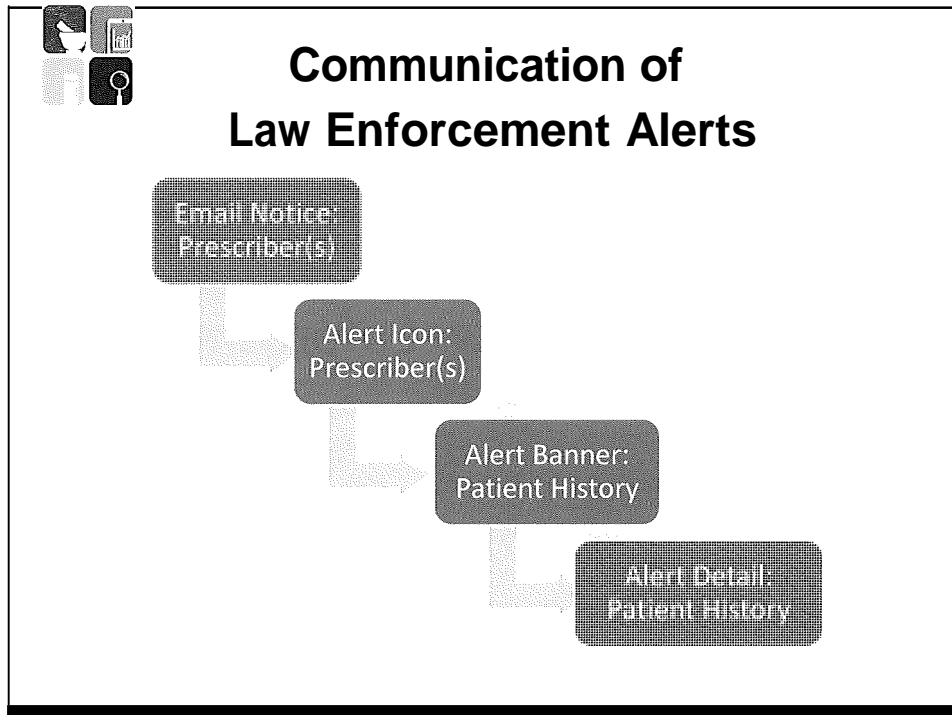 Communication of
Law Enforcement Alerts
Email Notice:
Prescriber(s)
Alert Icon:
Prescriber(s)
Alert Banner:
Patient History
Alert Detail:
Patient History